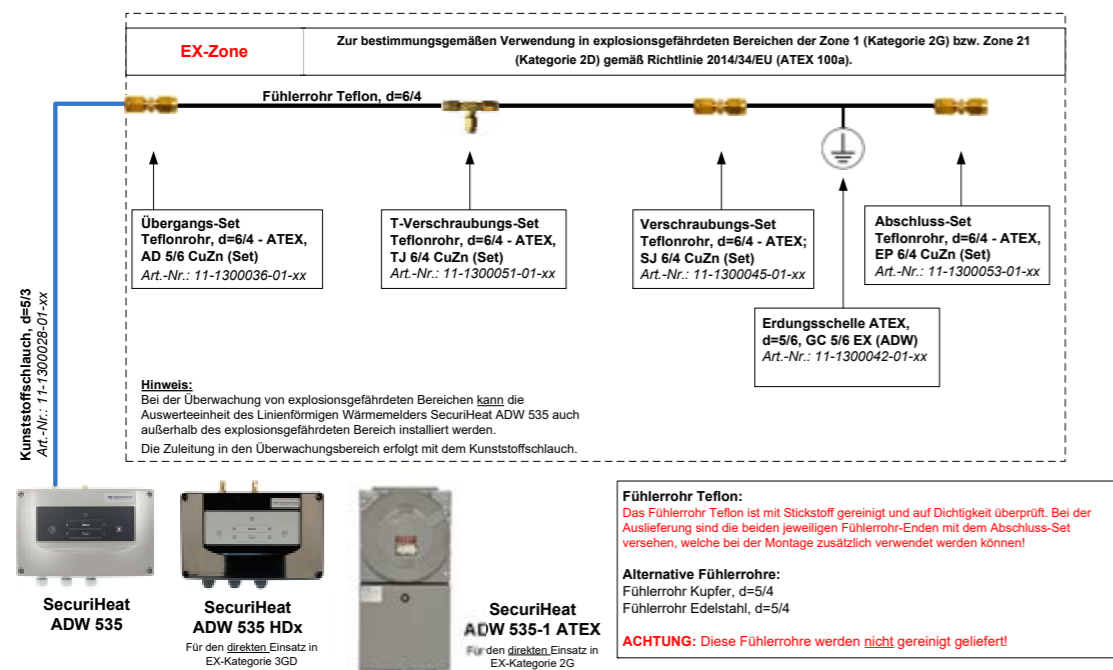 EX-Zone
Zur bestimmungsgemäßen Verwendung in explosionsgefährdeten Bereichen der Zone 1 (Kategorie 2G) bzw. Zone 21
(Kategorie 2D) gemäß Richtlinie 2014/34/EU (ATEX 100a).
Fühlerrohr Teflon, d=6/4
Übergangs-Set
Teflonrohr, d=6/4 - ATEX,
AD 5/6 CuZn (Set)
Art.-Nr.: 11-1300036-01-xx
T-Verschraubungs-Set
Teflonrohr, d=6/4 - ATEX,
TJ 6/4 CuZn (Set)
Art.-Nr.: 11-1300051-01-xx
Verschraubungs-Set
Teflonrohr, d=6/4 - ATEX;
SJ 6/4 CuZn (Set)
Art.-Nr.: 11-1300045-01-xx
Abschluss-Set
Teflonrohr, d=6/4 - ATEX,
EP 6/4 CuZn (Set)
Art.-Nr.: 11-1300053-01-xx
Erdungsschelle ATEX,
d=5/6, GC 5/6 EX (ADW)
Art.-Nr.: 11-1300042-01-xx
Kunststoffschlauch, d=5/3
Art.-Nr.: 11-1300028-01-xx
Hinweis:
Bei der Überwachung von explosionsgefährdeten Bereichen kann die
Auswerteeinheit des Linienförmigen Wärmemelders SecuriHeat ADW 535 auch
außerhalb des explosionsgefährdeten Bereich installiert werden.
Die Zuleitung in den Überwachungsbereich erfolgt mit dem Kunststoffschlauch.
SecuriHeat
ADW 535
SecuriHeat
ADW 535 HDx
Für den direkten Einsatz in
EX-Kategorie 3GD
SecuriHeat
ADW 535-1 ATEX
Für den direkten Einsatz in
EX-Kategorie 2G
Fühlerrohr Teflon:
Das Fühlerrohr Teflon ist mit Stickstoff gereinigt und auf Dichtigkeit überprüft. Bei der
Auslieferung sind die beiden jeweiligen Fühlerrohr-Enden mit dem Abschluss-Set
versehen, welche bei der Montage zusätzlich verwendet werden können!
Alternative Fühlerrohre:
Fühlerrohr Kupfer, d=5/4
Fühlerrohr Edelstahl, d=5/4
ACHTUNG: Diese Fühlerrohre werden nicht gereinigt geliefert!